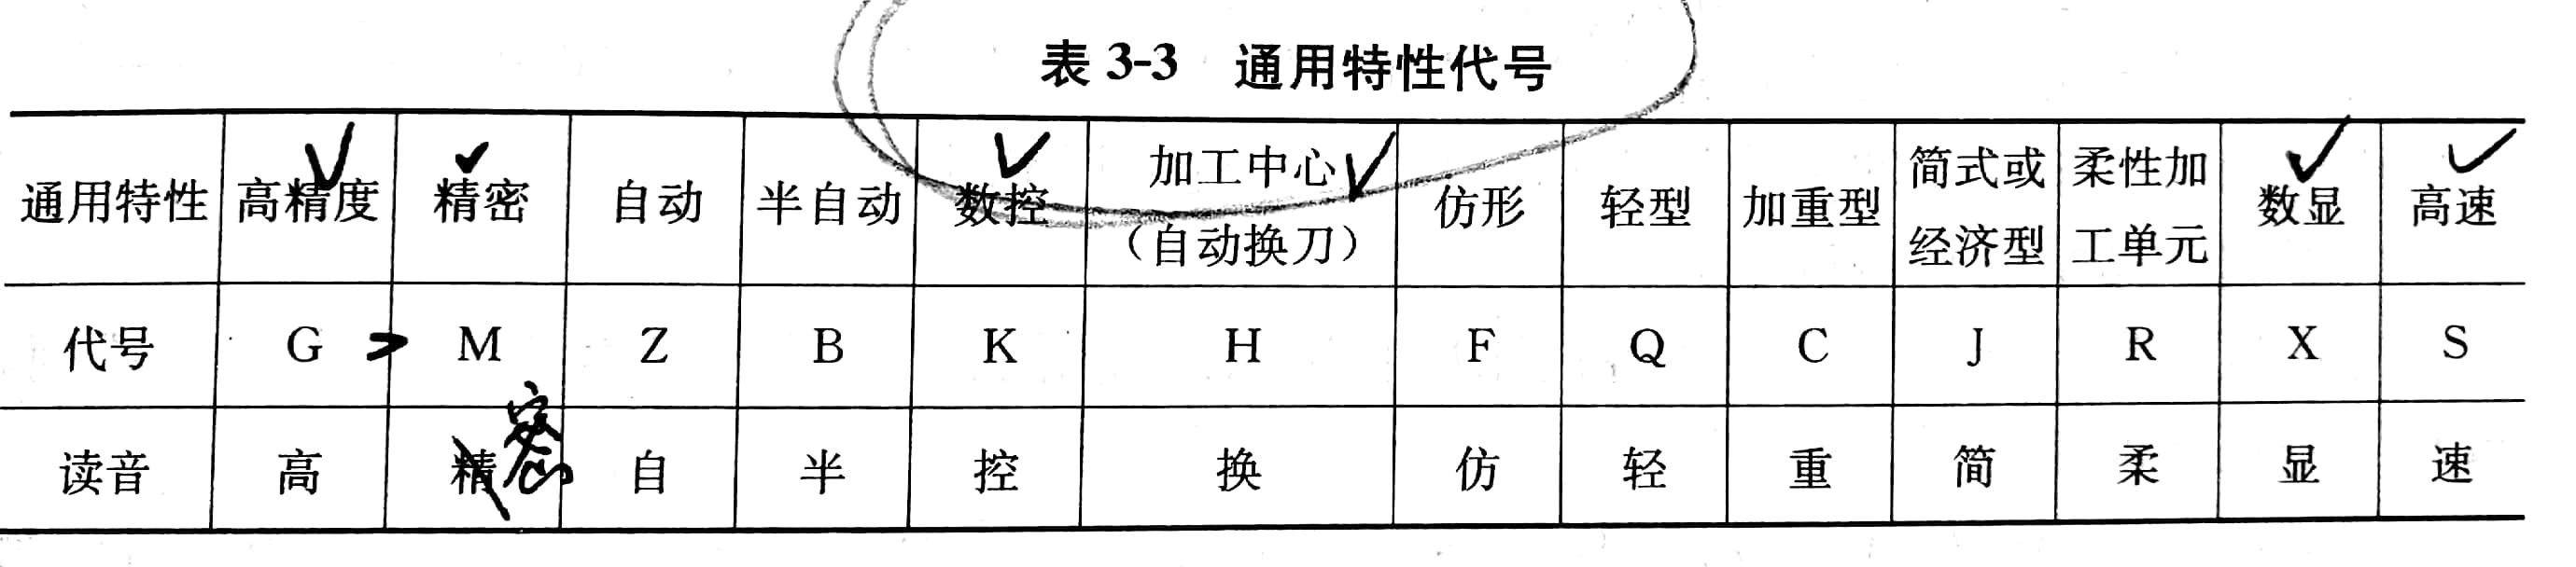 表 3-3 通用特性代号
通用特性 高精度 精密 自动 半自动 数控 加工中心（自动换刀） 仿形 轻型 加重型 简式或经济型 柔性加工单元 数显 高速
代号 G > M Z B K H F Q C J R X S
读音 高 精 密 自 半 控 换 仿 轻 重 简 柔 显 速